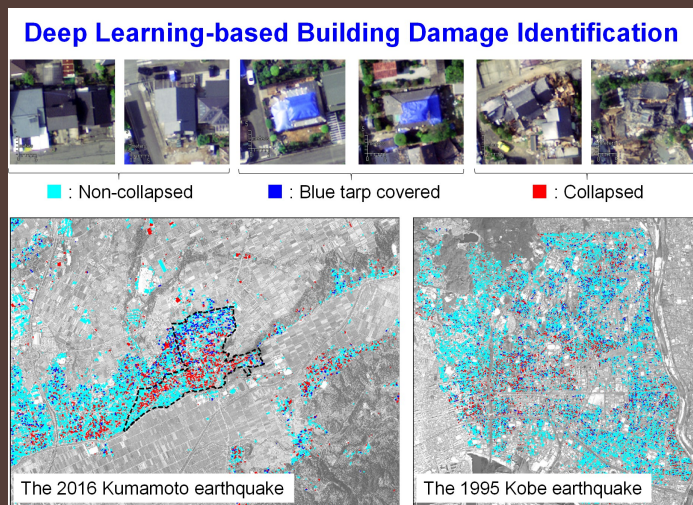 Deep Learning-based Building Damage Identification
: Non-collapsed
: Blue tarp covered
: Collapsed
The 2016 Kumamoto earthquake
The 1995 Kobe earthquake